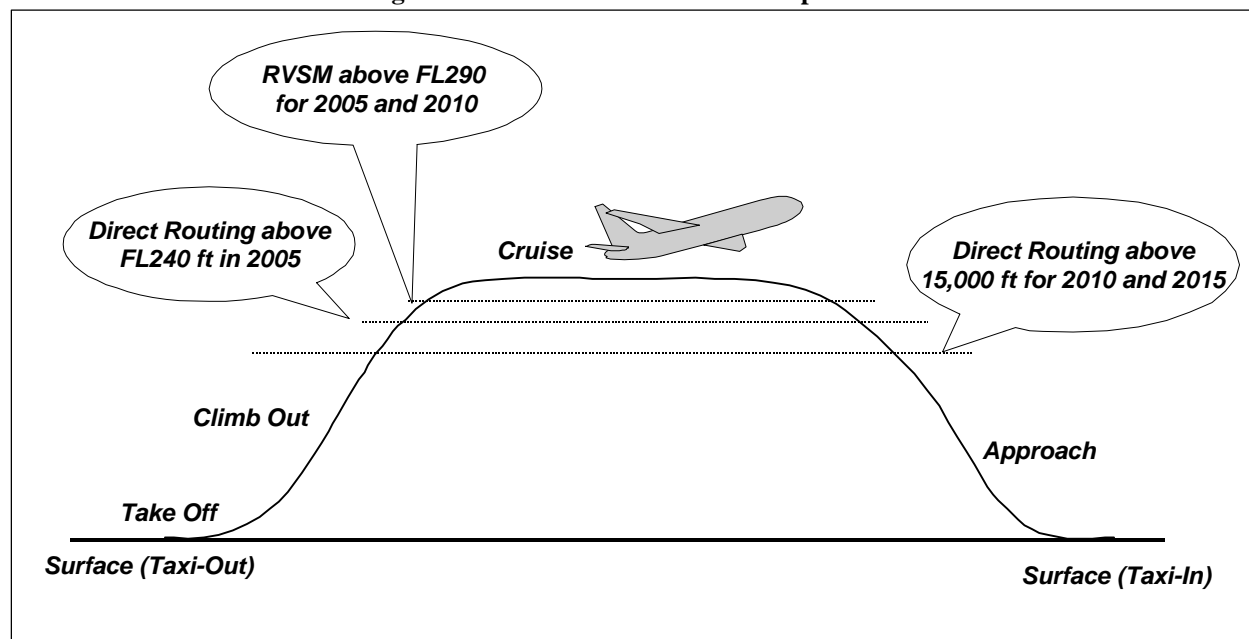 RVSM above FL290
for 2005 and 2010
Direct Routing above
FL240 ft in 2005
Cruise
Direct Routing above
15,000 ft for 2010 and 2015
Climb Out
Approach
Take Off
Surface (Taxi-Out)
Surface (Taxi-In)